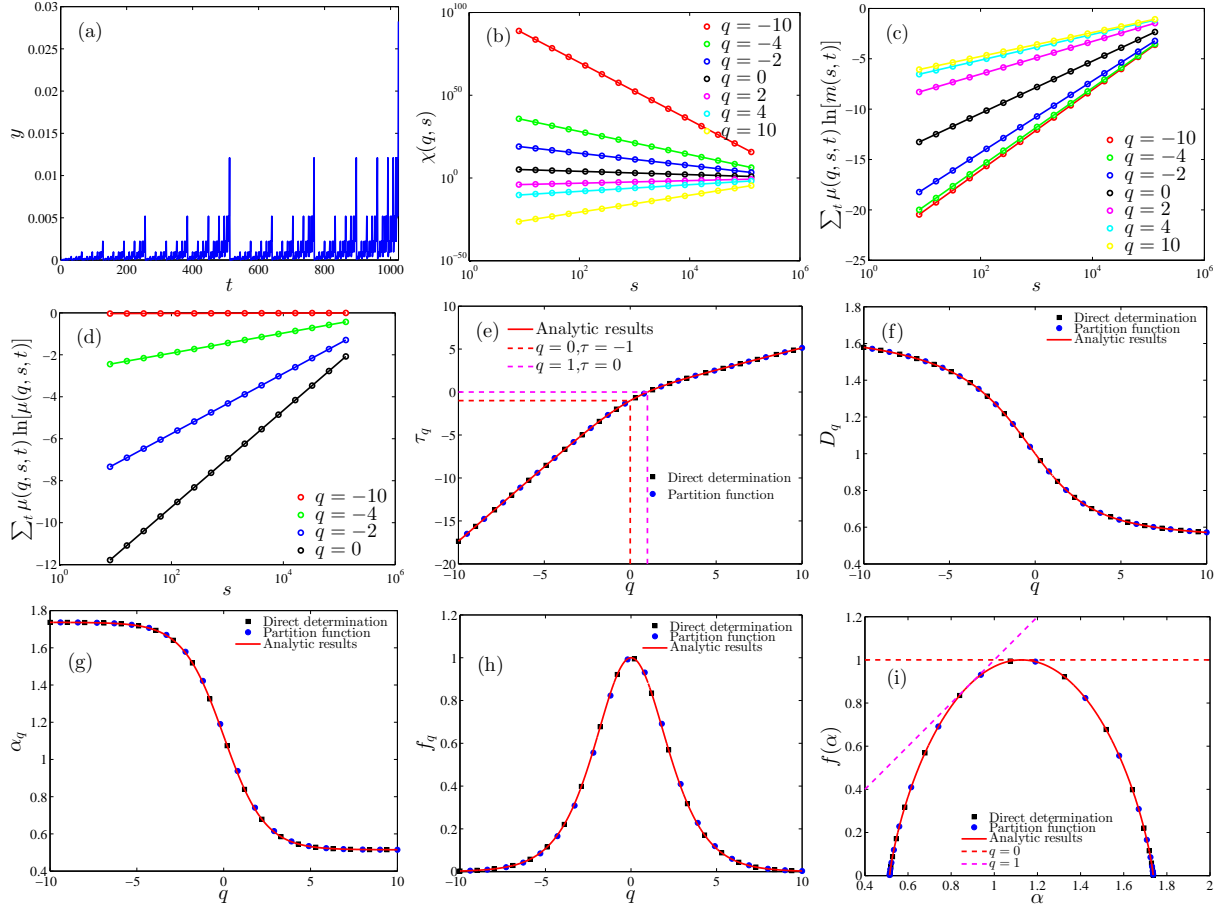 (a)
0.03
0.025
0.02
0.015
0.01
0.005
0
y
0 200 400 600 800 1000
t
(b)
10^100
10^50
10^0
10^−50
χ(q, s)
10^0 10^2 10^4 10^6
s
q = −10
q = −4
q = −2
q = 0
q = 2
q = 4
q = 10
(c)
0
−5
−10
−15
−20
−25
∑_t μ(q, s, t) ln[m(s, t)]
10^0 10^2 10^4 10^6
s
q = −10
q = −4
q = −2
q = 0
q = 2
q = 4
q = 10
(d)
0
−2
−4
−6
−8
−10
−12
∑_t μ(q, s, t) ln[μ(q, s, t)]
10^0 10^2 10^4 10^6
s
q = −10
q = −4
q = −2
q = 0
(e)
10
5
0
−5
−10
−15
−20
τ_q
−10 −5 0 5 10
q
Analytic results
q = 0,τ = −1
q = 1,τ = 0
Direct determination
Partition function
(f)
1.8
1.6
1.4
1.2
1
0.8
0.6
0.4
D_q
−10 −5 0 5 10
q
Direct determination
Partition function
Analytic results
(g)
1.8
1.6
1.4
1.2
1
0.8
0.6
0.4
α_q
−10 −5 0 5 10
q
Direct determination
Partition function
Analytic results
(h)
1.2
1
0.8
0.6
0.4
0.2
0
f_q
−10 −5 0 5 10
q
Direct determination
Partition function
Analytic results
(i)
1.2
1
0.8
0.6
0.4
0.2
0
f(α)
0.4 0.6 0.8 1 1.2 1.4 1.6 1.8 2
α
Direct determination
Partition function
Analytic results
q = 0
q = 1